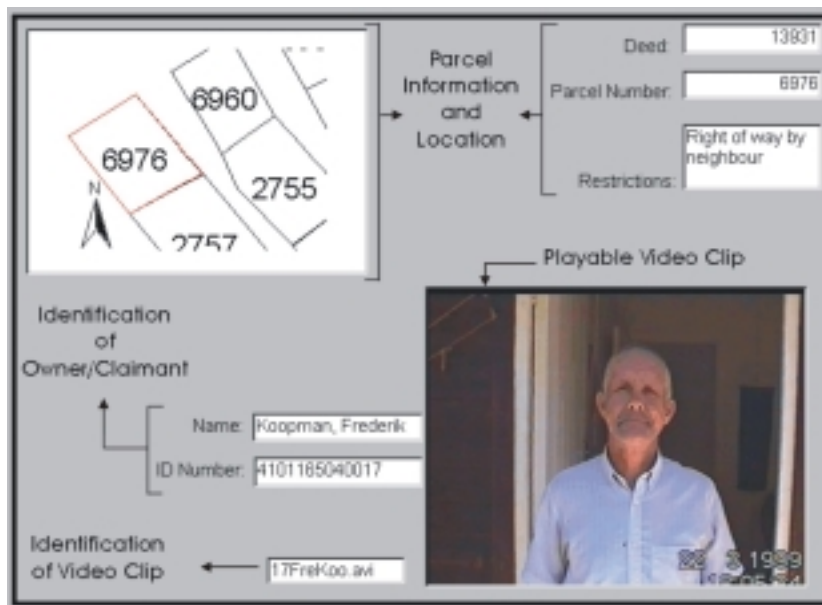 6960
6976
2755
N
2757
Parcel
Information
and
Location
Deed:
13931
Parcel Number:
6976
Restrictions:
Right of way by
neighbour
Playable Video Clip
Identification
of
Owner/Claimant
Name:
Koopman, Frederik
ID Number:
4101165040017
Identification
of Video Clip
17FreKoo.avi
1999